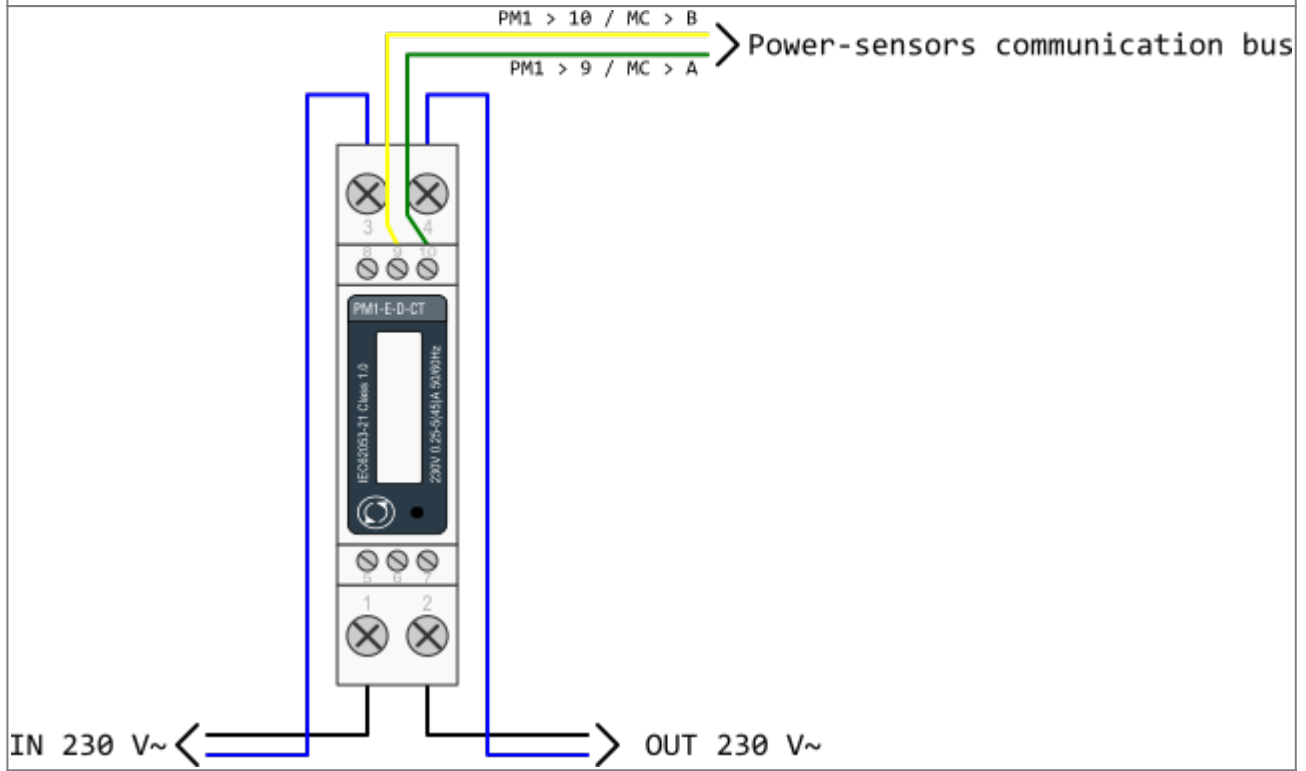 PM1 > 10 / MC > B
Power-sensors communication bus
PM1 > 9 / MC > A
3 4
8 9 10
PM1-E-D-CT
IEC62053-21 Class 1.0
230V 0.25-5(45)A 50/60Hz
5 6 7
1 2
IN 230 V~
OUT 230 V~